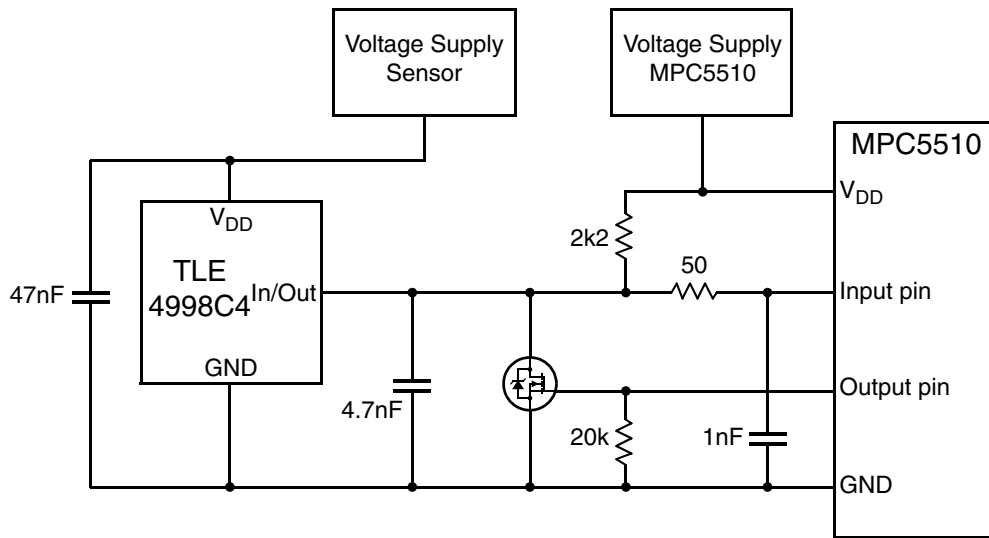 Voltage Supply
Sensor
Voltage Supply
MPC5510
MPC5510
V_DD
V_DD
2k2
50
TLE
4998C4
In/Out
Input pin
47nF
GND
Output pin
4.7nF
20k
1nF
GND